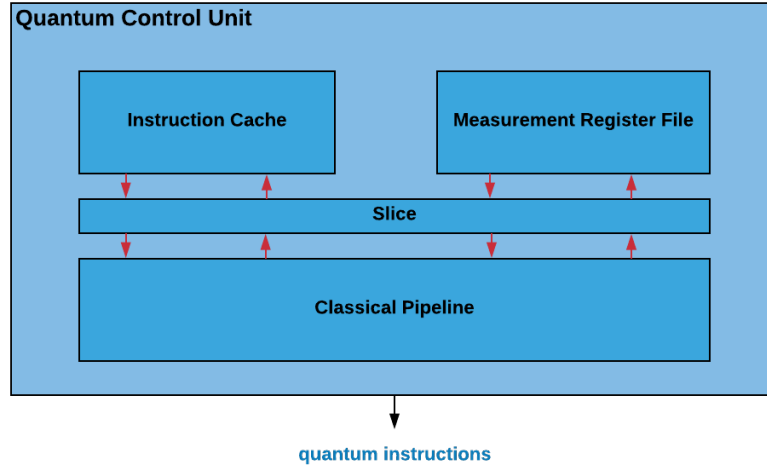 Quantum Control Unit
Instruction Cache
Measurement Register File
Slice
Classical Pipeline
quantum instructions